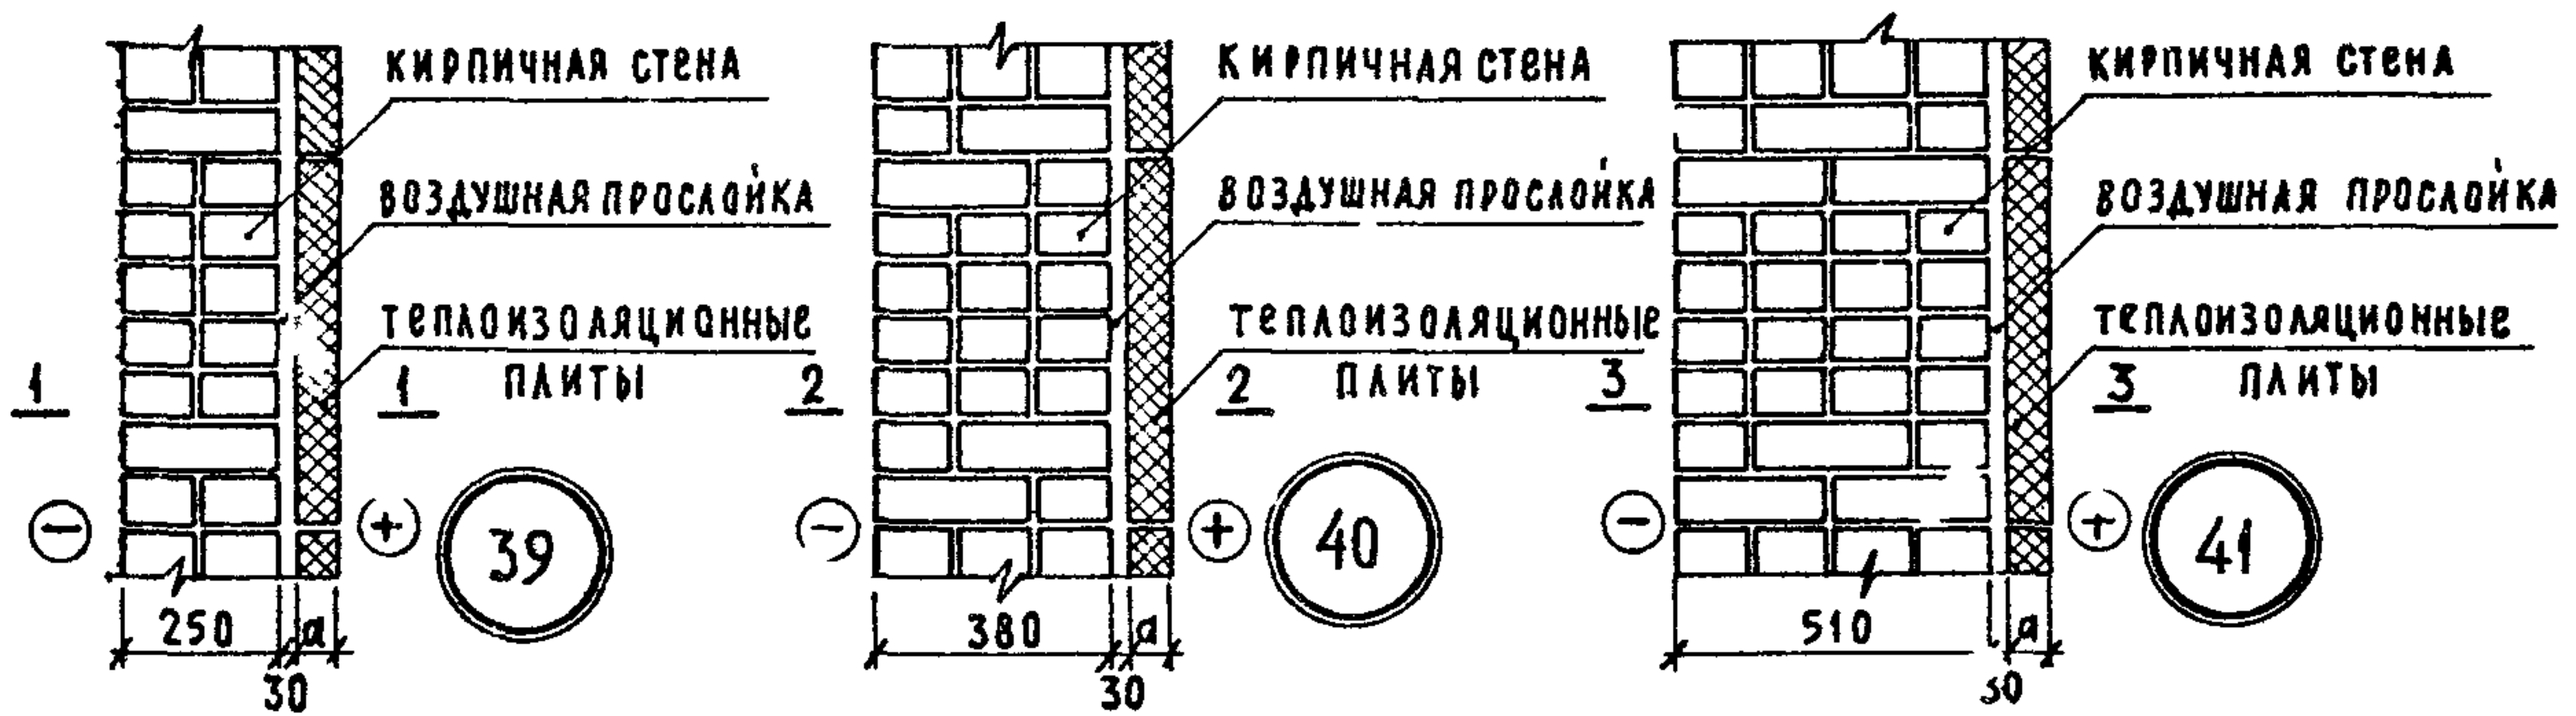 КИРПИЧНАЯ СТЕНА
ВОЗДУШНАЯ ПРОСЛОЙКА
ТЕПЛОИЗОЛЯЦИОННЫЕ
ПЛИТЫ
1
1
−
+
39
250
а
30
КИРПИЧНАЯ СТЕНА
ВОЗДУШНАЯ ПРОСЛОЙКА
ТЕПЛОИЗОЛЯЦИОННЫЕ
ПЛИТЫ
2
2
−
+
40
380
а
30
КИРПИЧНАЯ СТЕНА
ВОЗДУШНАЯ ПРОСЛОЙКА
ТЕПЛОИЗОЛЯЦИОННЫЕ
ПЛИТЫ
3
3
−
+
41
510
а
30